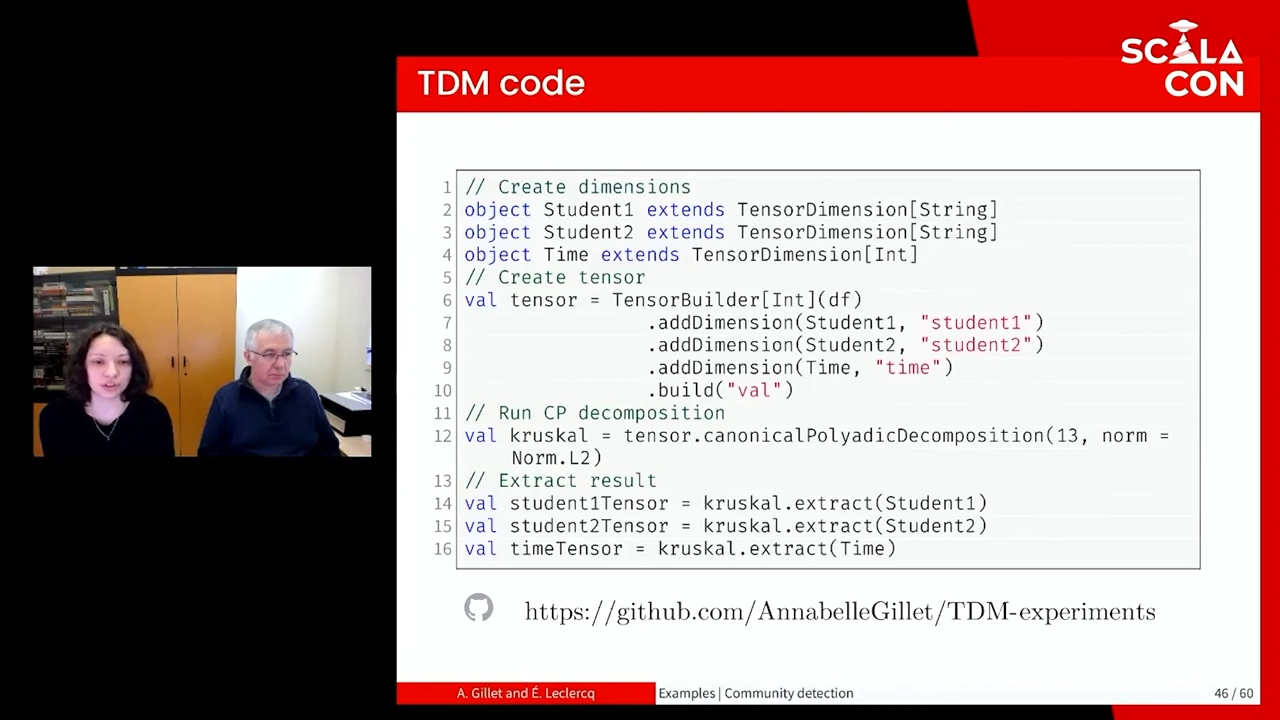 SCALA
CON
TDM code
1 // Create dimensions
2 object Student1 extends TensorDimension[String]
3 object Student2 extends TensorDimension[String]
4 object Time extends TensorDimension[Int]
5 // Create tensor
6 val tensor = TensorBuilder[Int](df)
7 .addDimension(Student1, "student1")
8 .addDimension(Student2, "student2")
9 .addDimension(Time, "time")
10 .build("val")
11 // Run CP decomposition
12 val kruskal = tensor.canonicalPolyadicDecomposition(13, norm =
Norm.L2)
13 // Extract result
14 val student1Tensor = kruskal.extract(Student1)
15 val student2Tensor = kruskal.extract(Student2)
16 val timeTensor = kruskal.extract(Time)
https://github.com/AnnabelleGillet/TDM-experiments
A. Gillet and É. Leclercq
Examples | Community detection
46 / 60